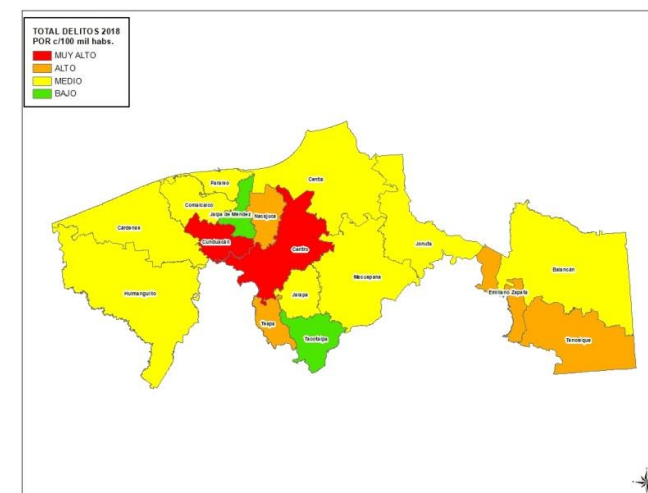 TOTAL DELITOS 2018
POR c/100 mil habs.
MUY ALTO
ALTO
MEDIO
BAJO
Centla
Paraíso
Comalcalco
Jalpa de Méndez
Nacajuca
Cárdenas
Cunduacán
Centro
Jonuta
Macuspana
Balancán
Huimanguillo
Jalapa
Emiliano Zapata
Teapa
Tacotalpa
Tenosique